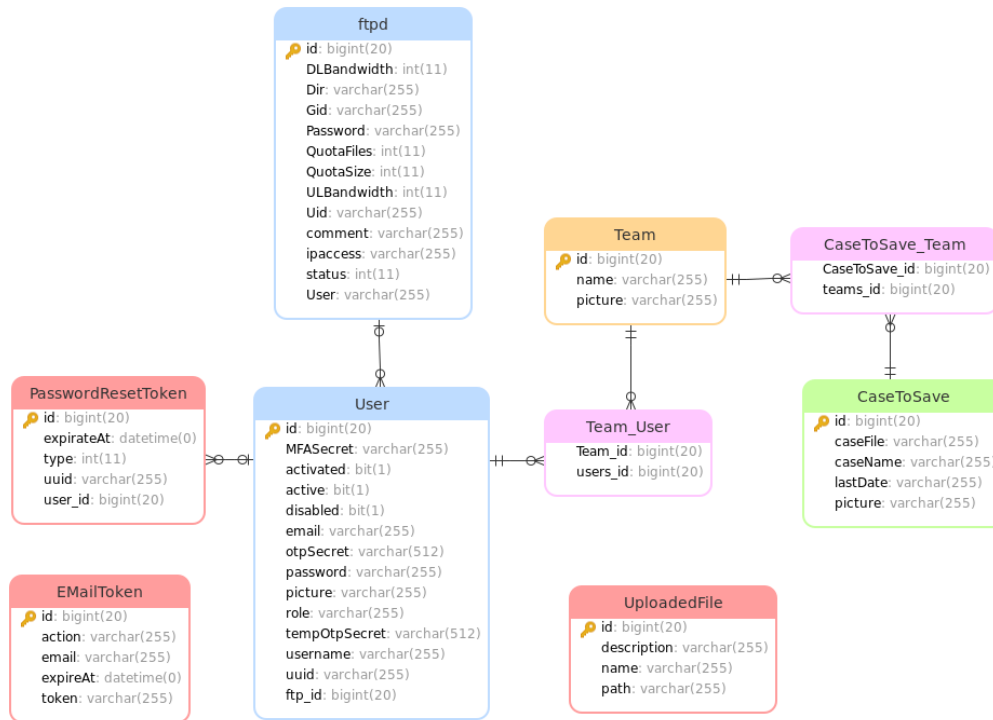 ftpd
id: bigint(20)
DLBandwidth: int(11)
Dir: varchar(255)
Gid: varchar(255)
Password: varchar(255)
QuotaFiles: int(11)
QuotaSize: int(11)
ULBandwidth: int(11)
Uid: varchar(255)
comment: varchar(255)
ipaccess: varchar(255)
status: int(11)
User: varchar(255)
Team
id: bigint(20)
name: varchar(255)
picture: varchar(255)
CaseToSave_Team
CaseToSave_id: bigint(20)
teams_id: bigint(20)
PasswordResetToken
id: bigint(20)
expirateAt: datetime(0)
type: int(11)
uuid: varchar(255)
user_id: bigint(20)
User
id: bigint(20)
MFASecret: varchar(255)
activated: bit(1)
active: bit(1)
disabled: bit(1)
email: varchar(255)
otpSecret: varchar(512)
password: varchar(255)
picture: varchar(255)
role: varchar(255)
tempOtpSecret: varchar(512)
username: varchar(255)
uuid: varchar(255)
ftp_id: bigint(20)
Team_User
Team_id: bigint(20)
users_id: bigint(20)
CaseToSave
id: bigint(20)
caseFile: varchar(255)
caseName: varchar(255)
lastDate: varchar(255)
picture: varchar(255)
EMailToken
id: bigint(20)
action: varchar(255)
email: varchar(255)
expireAt: datetime(0)
token: varchar(255)
UploadedFile
id: bigint(20)
description: varchar(255)
name: varchar(255)
path: varchar(255)